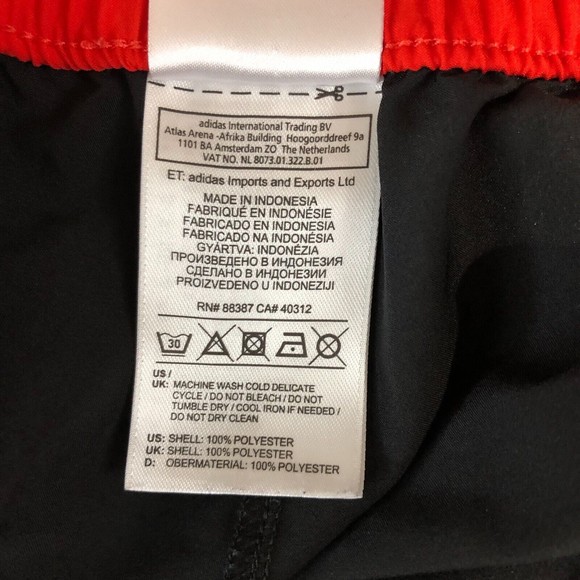 adidas International Trading BV
Atlas Arena -Afrika Building Hoogoorddreef 9a
1101 BA Amsterdam ZO The Netherlands
VAT NO. NL 8073.01.322.B.01
ET: adidas Imports and Exports Ltd
MADE IN INDONESIA
FABRIQUÉ EN INDONÉSIE
FABRICADO EN INDONESIA
FABRICADO NA INDONÉSIA
GYÁRTVA: INDONÉZIA
ПРОИЗВЕДЕНО В ИНДОНЕЗИЯ
СДЕЛАНО В ИНДОНЕЗИИ
PROIZVEDENO U INDONEZIJI
RN# 88387 CA# 40312
30
US /
UK: MACHINE WASH COLD DELICATE
CYCLE / DO NOT BLEACH / DO NOT
TUMBLE DRY / COOL IRON IF NEEDED /
DO NOT DRY CLEAN
US: SHELL: 100% POLYESTER
UK: SHELL: 100% POLYESTER
D: OBERMATERIAL: 100% POLYESTER